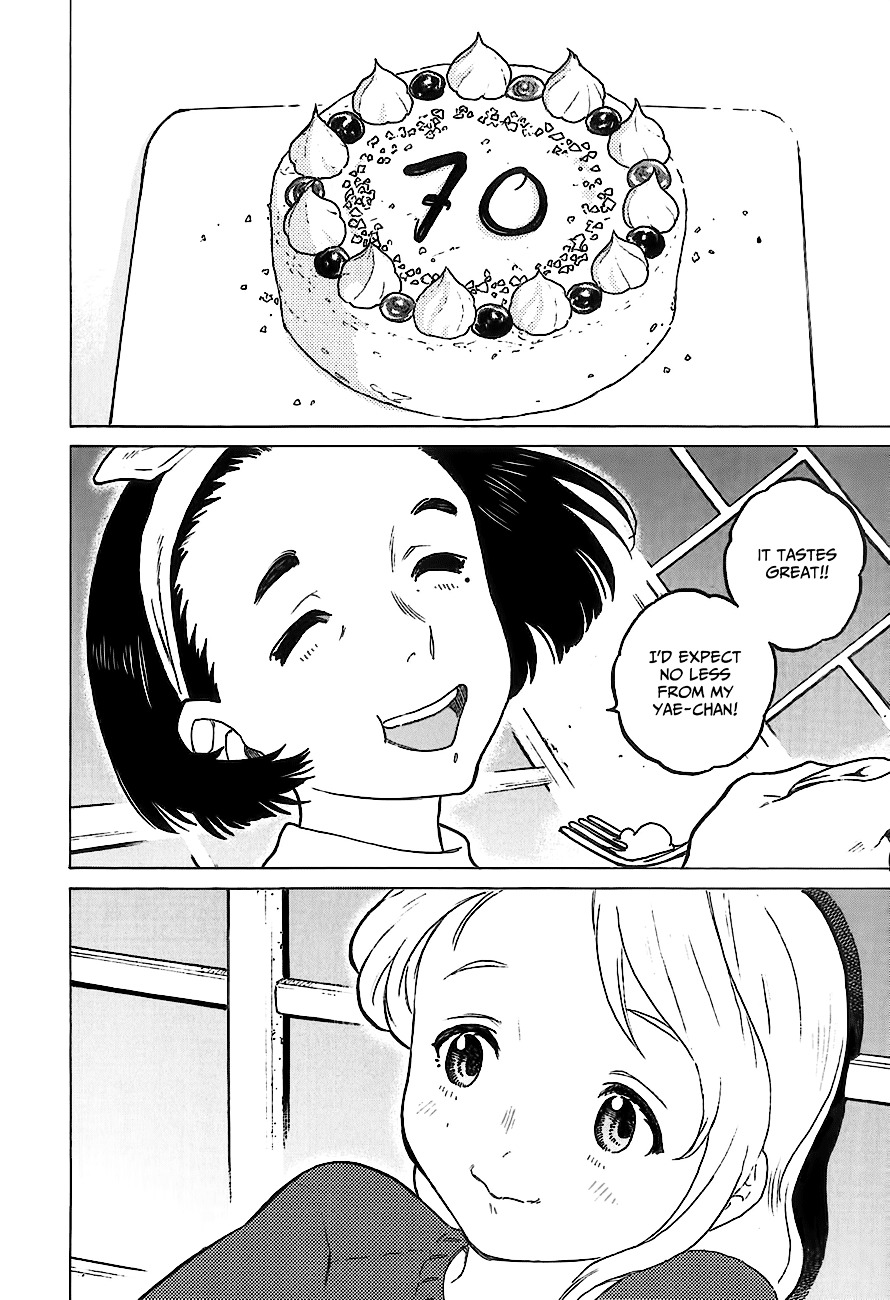 70
IT TASTES
GREAT!!
I'D EXPECT
NO LESS
FROM MY
YAE-CHAN!